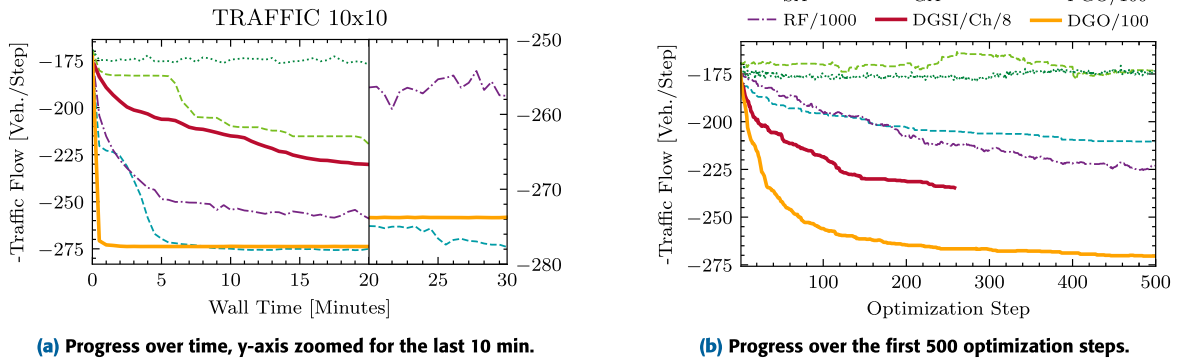 TRAFFIC 10x10
-Traffic Flow [Veh./Step]
−175
−200
−225
−250
−275
−250
−260
−270
−280
0
5
10
15
20
25
30
Wall Time [Minutes]
(a) Progress over time, y-axis zoomed for the last 10 min.
RF/1000
DGSI/Ch/8
DGO/100
-Traffic Flow [Veh./Step]
−175
−200
−225
−250
−275
100
200
300
400
500
Optimization Step
(b) Progress over the first 500 optimization steps.